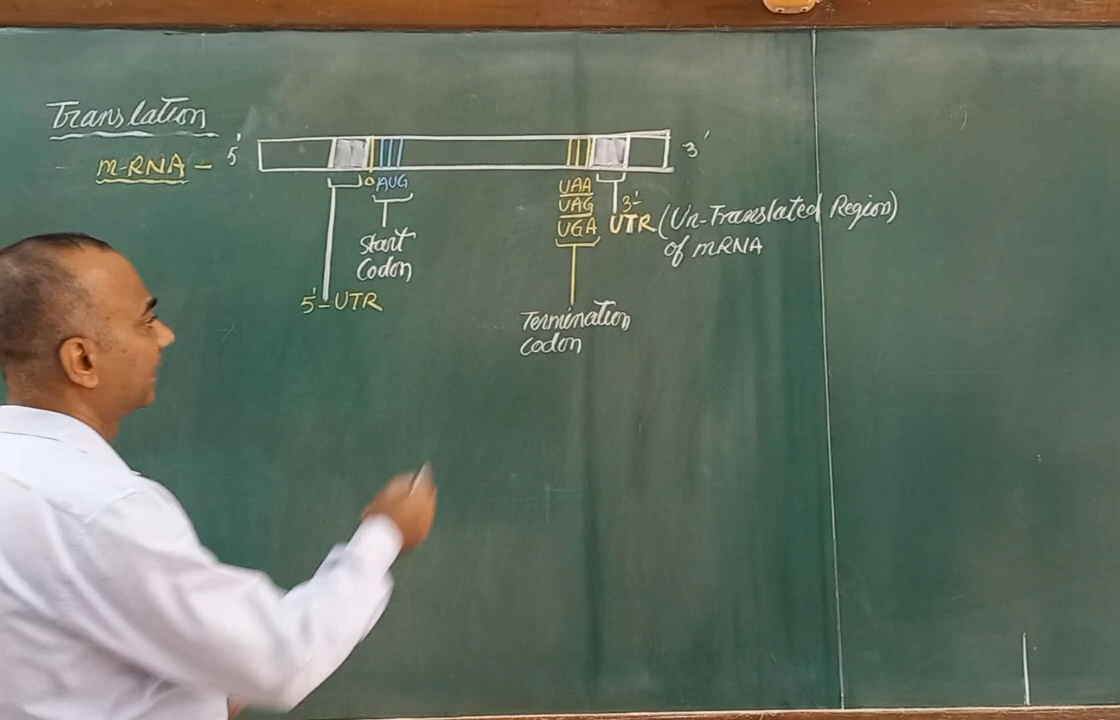 Translation
m-RNA - 5' 3'
AUG
UAA
UAG
UGA
3'-
UTR (Un-Translated Region)
of mRNA
Start
Codon
5'-UTR
Termination
Codon